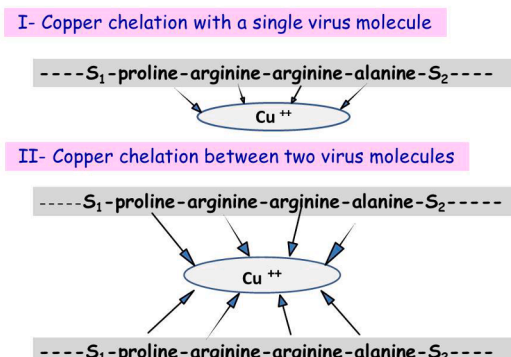 I- Copper chelation with a single virus molecule
----S₁-proline-arginine-arginine-alanine-S₂----
Cu ⁺⁺
II- Copper chelation between two virus molecules
-----S₁-proline-arginine-arginine-alanine-S₂-----
Cu ⁺⁺
----S₁-proline-arginine-arginine-alanine-S₂----